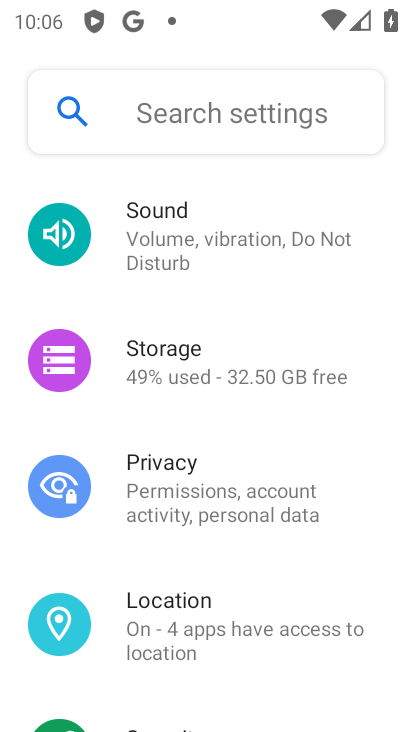 10:06
Search settings
Sound
Volume, vibration, Do Not
Disturb
Storage
49% used - 32.50 GB free
Privacy
Permissions, account
activity, personal data
Location
On - 4 apps have access to
location